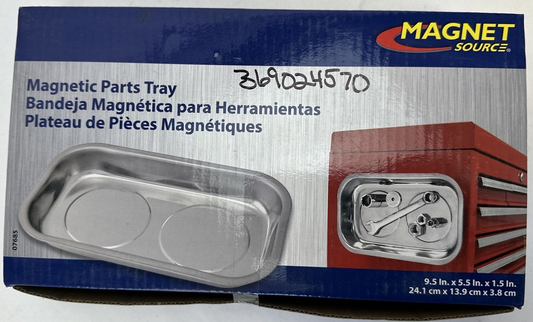 MAGNET
SOURCE®
369024570
Magnetic Parts Tray
Bandeja Magnética para Herramientas
Plateau de Pièces Magnétiques
07685
9.5 In. x 5.5 In. x 1.5 In.
24.1 cm x 13.9 cm x 3.8 cm